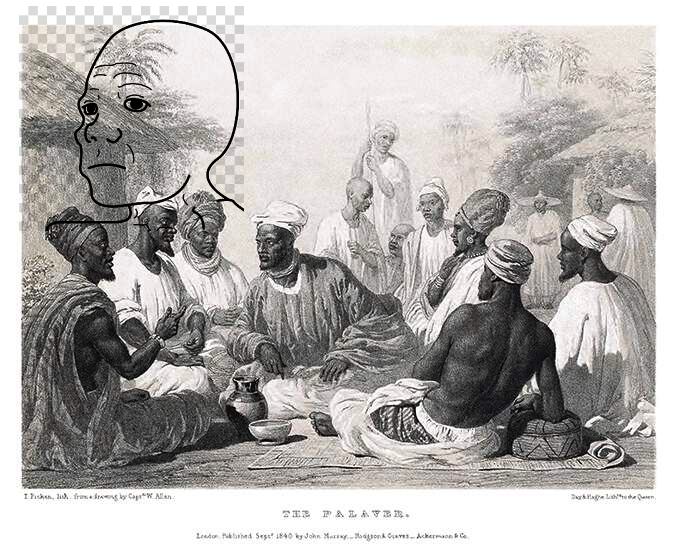 I. Picken, lith. from a drawing by Captn. W. Allen.
Day & Haghe Lithrs. to the Queen.
THE PALAVER.
London. Published Septr. 1840 by John Murray._ Hodgson & Graves._ Ackermann & Co.